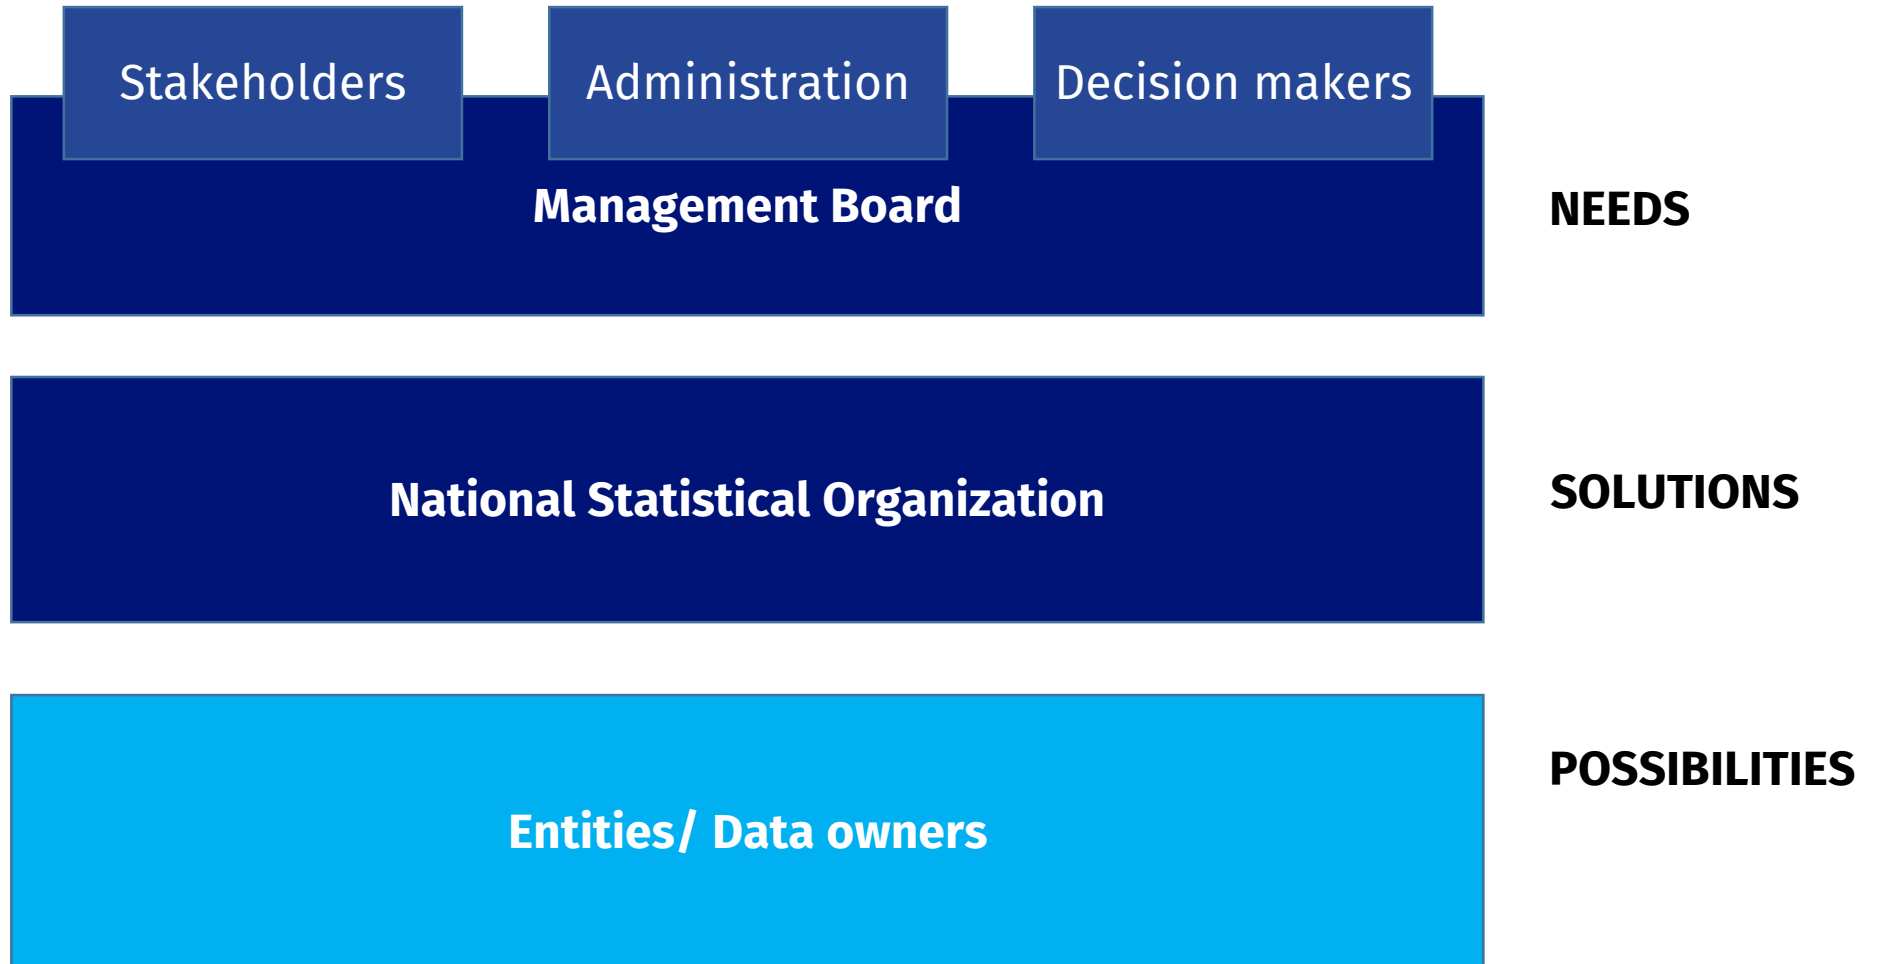 Stakeholders
Administration
Decision makers
Management Board
NEEDS
National Statistical Organization
SOLUTIONS
Entities/ Data owners
POSSIBILITIES